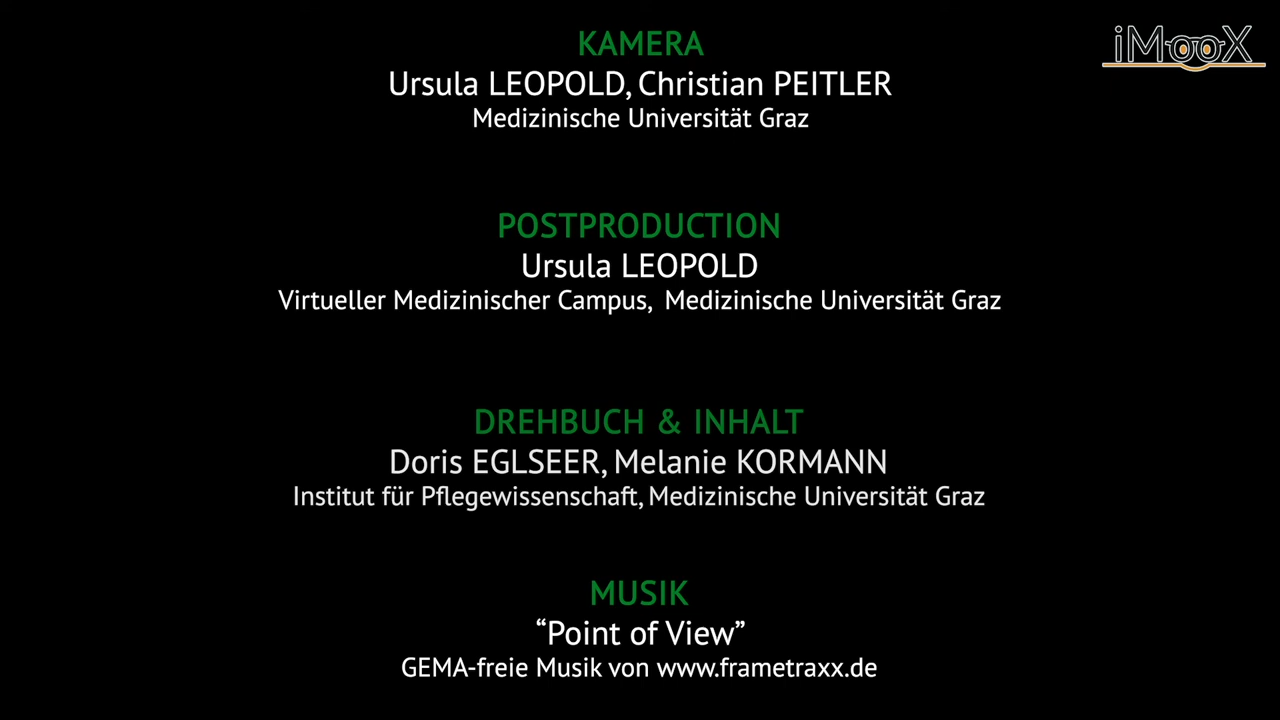 iMooX
KAMERA
Ursula LEOPOLD, Christian PEITLER
Medizinische Universität Graz
POSTPRODUCTION
Ursula LEOPOLD
Virtueller Medizinischer Campus, Medizinische Universität Graz
DREHBUCH & INHALT
Doris EGLSEER, Melanie KORMANN
Institut für Pflegewissenschaft, Medizinische Universität Graz
MUSIK
“Point of View”
GEMA-freie Musik von www.frametraxx.de